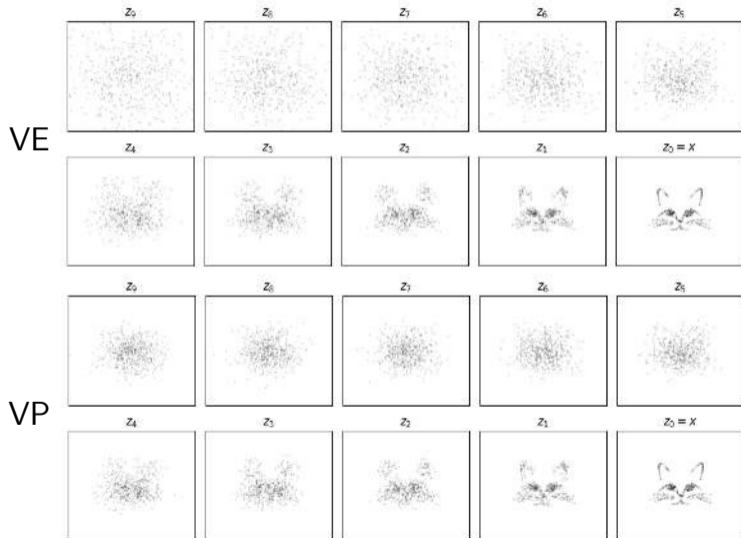 z₉ z₈ z₇ z₆ z₅
VE
z₄ z₃ z₂ z₁ z₀ = x
z₉ z₈ z₇ z₆ z₅
VP
z₄ z₃ z₂ z₁ z₀ = x